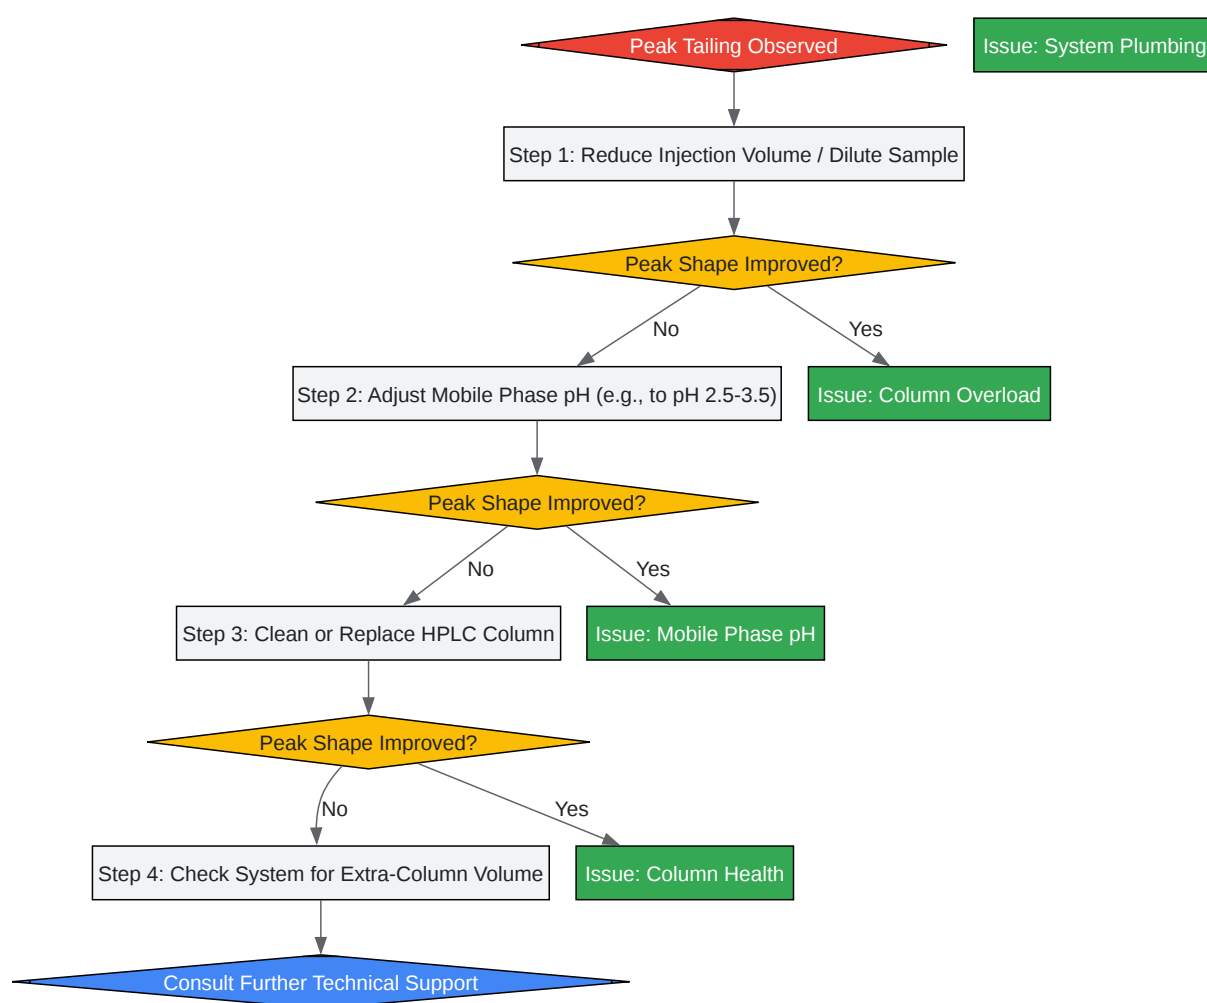 Peak Tailing Observed
Issue: System Plumbing
Step 1: Reduce Injection Volume / Dilute Sample
Peak Shape Improved?
No
Yes
Step 2: Adjust Mobile Phase pH (e.g., to pH 2.5-3.5)
Issue: Column Overload
Peak Shape Improved?
No
Yes
Step 3: Clean or Replace HPLC Column
Issue: Mobile Phase pH
Peak Shape Improved?
No
Yes
Step 4: Check System for Extra-Column Volume
Issue: Column Health
Consult Further Technical Support